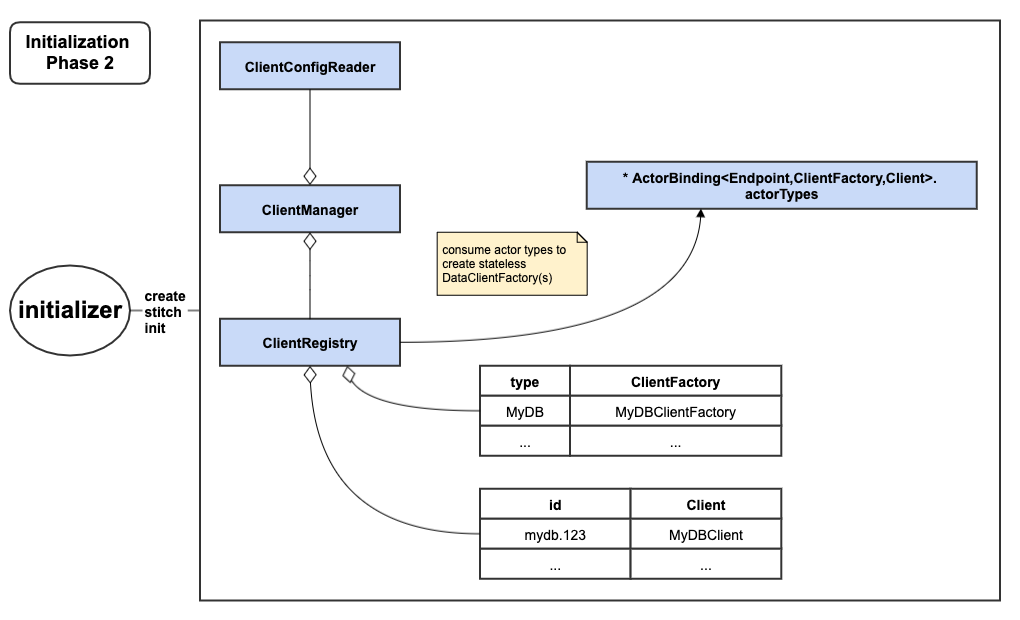 Initialization
Phase 2
ClientConfigReader
* ActorBinding<Endpoint,ClientFactory,Client>.
actorTypes
ClientManager
consume actor types to
create stateless
DataClientFactory(s)
initializer
create
stitch
init
ClientRegistry
type ClientFactory
MyDB MyDBClientFactory
... ...
id Client
mydb.123 MyDBClient
... ...